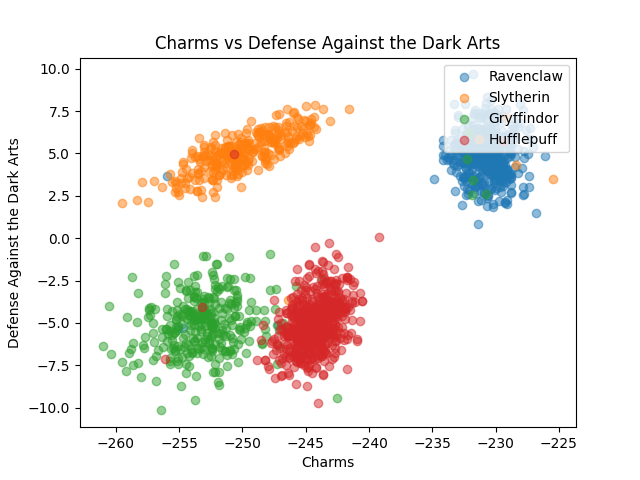 Charms vs Defense Against the Dark Arts
Ravenclaw
Slytherin
Gryffindor
Hufflepuff
10.0
7.5
5.0
2.5
0.0
−2.5
−5.0
−7.5
−10.0
Defense Against the Dark Arts
−260
−255
−250
−245
−240
−235
−230
−225
Charms